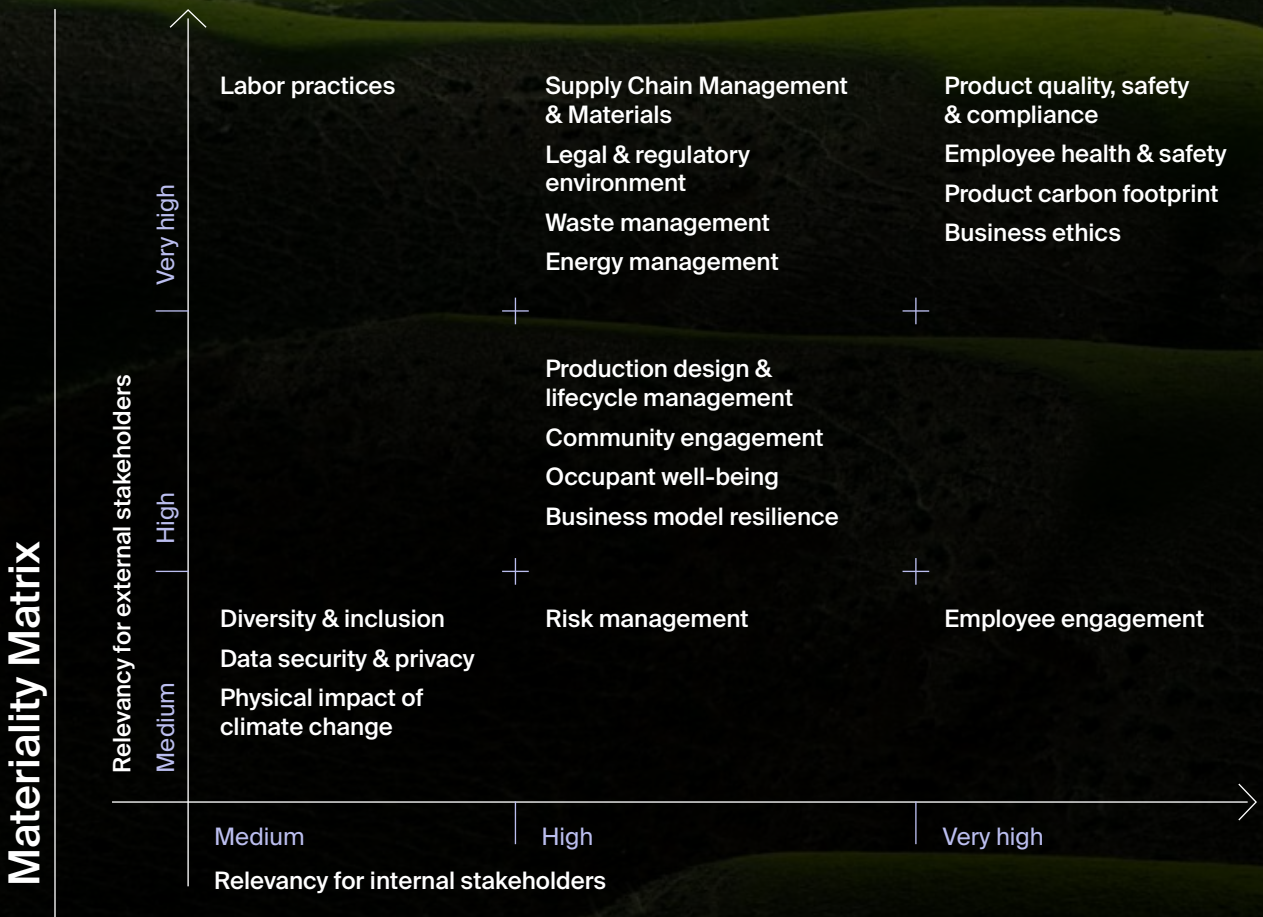 Materiality Matrix
Relevancy for external stakeholders
Very high
Labor practices
Supply Chain Management
& Materials
Legal & regulatory
environment
Waste management
Energy management
Product quality, safety
& compliance
Employee health & safety
Product carbon footprint
Business ethics
High
Production design &
lifecycle management
Community engagement
Occupant well-being
Business model resilience
Medium
Diversity & inclusion
Data security & privacy
Physical impact of
climate change
Risk management
Employee engagement
Medium
High
Very high
Relevancy for internal stakeholders